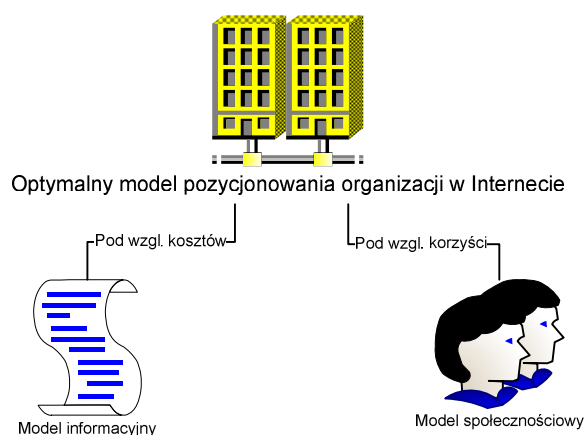 Optymalny model pozycjonowania organizacji w Internecie
Pod wzgl. kosztów
Pod wzgl. korzyści
Model informacyjny
Model społecznościowy